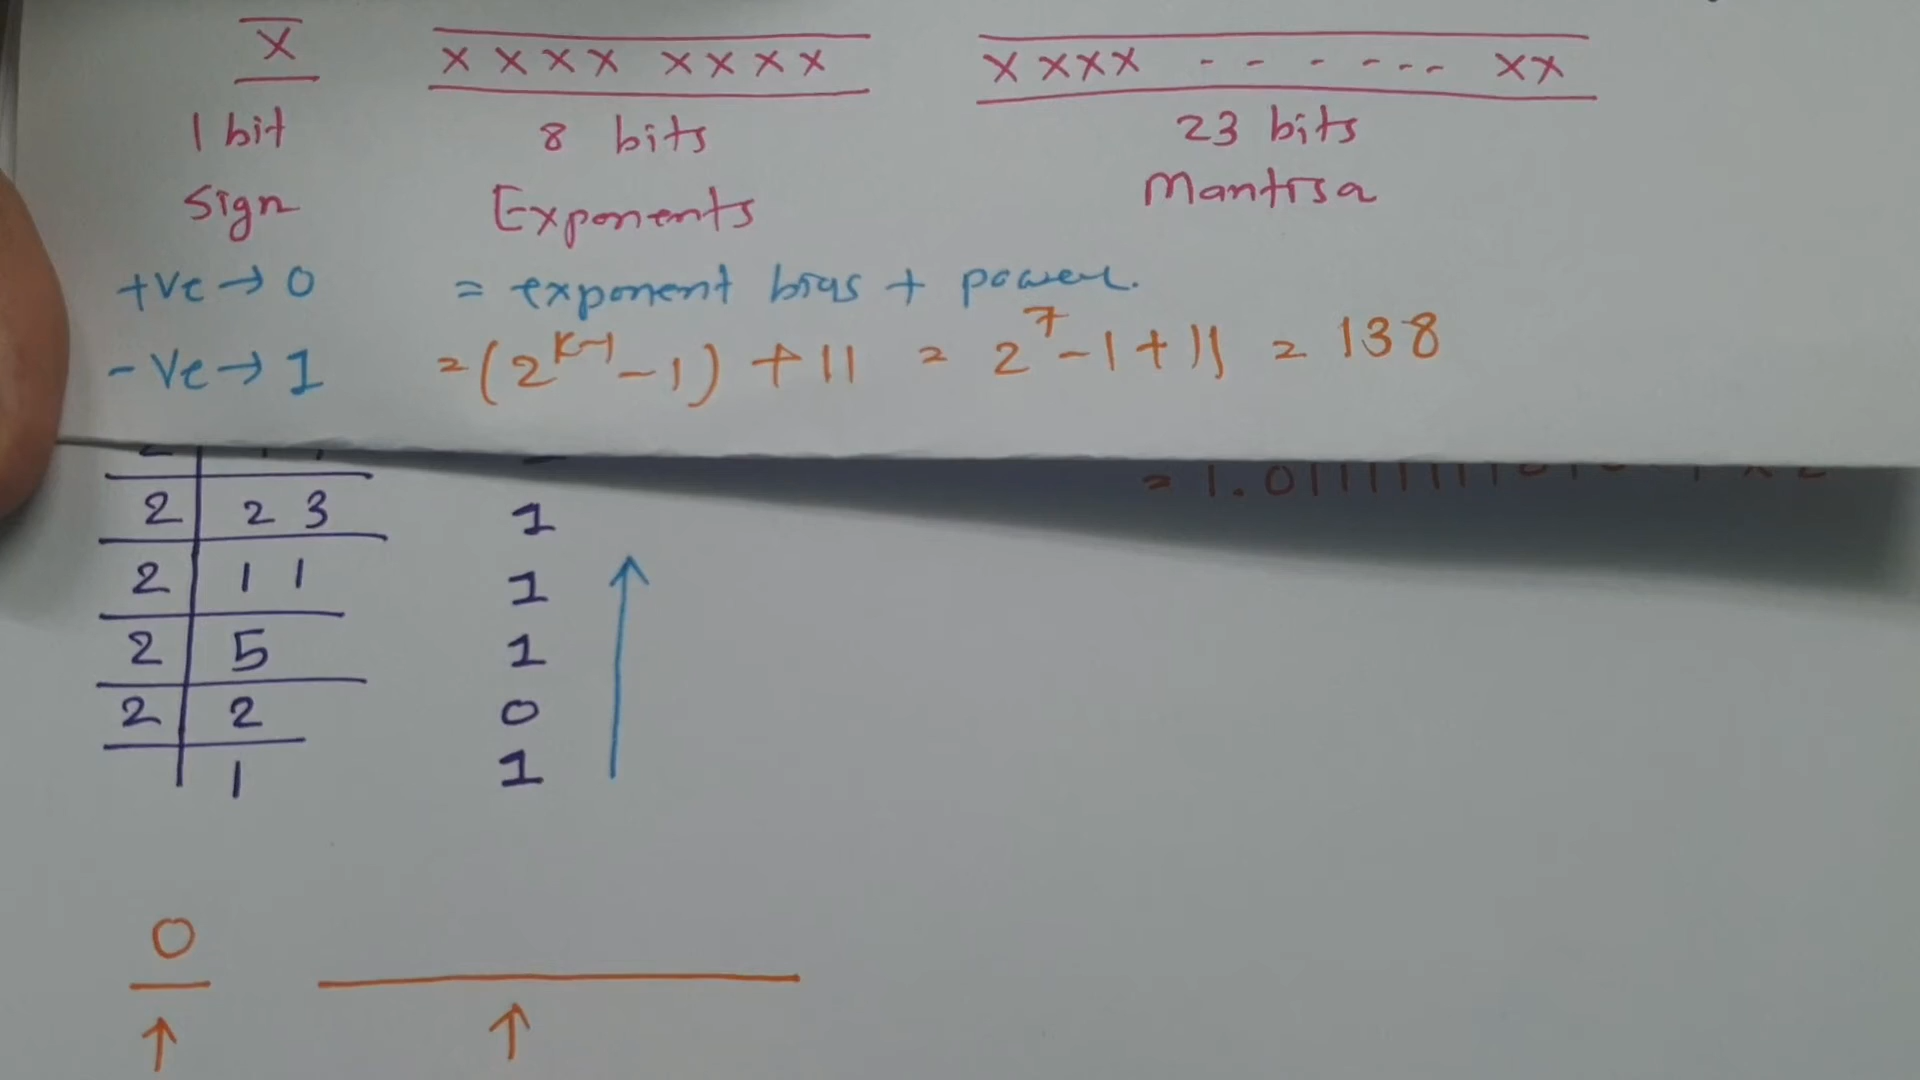 X XXXX XXXX XXXX - - - - - - XX
1 bit 8 bits 23 bits
Sign Exponents Mantisa
+ve → 0 = exponent bias + power.
-ve → 1 = (2^(K-1) - 1) + 11 = 2^7 - 1 + 11 = 138
2 23 1
2 11 1
2 5 1
2 2 0
1 1
0